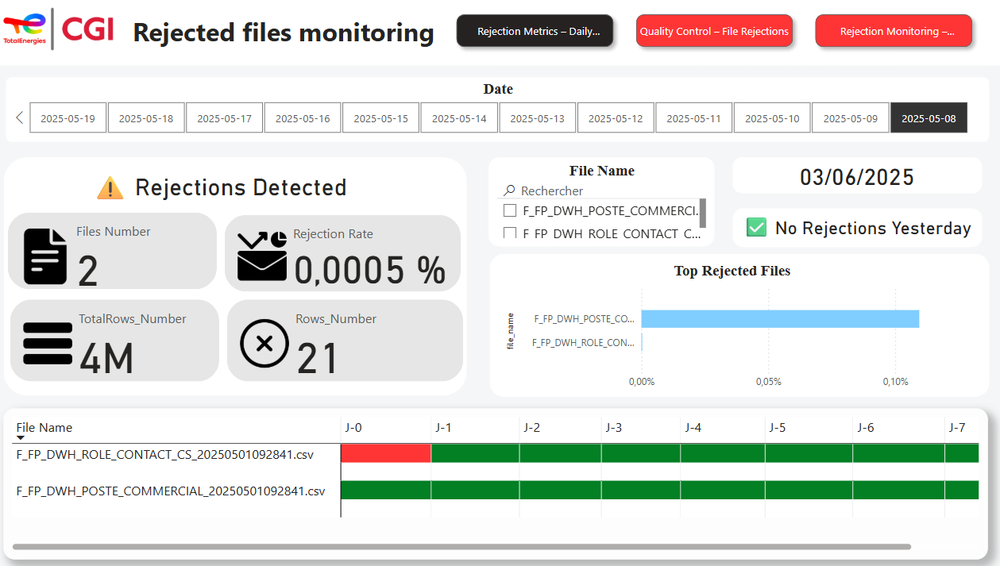 TotalEnergies
CGI
Rejected files monitoring
Rejection Metrics – Daily...
Quality Control – File Rejections
Rejection Monitoring –...
Date
2025-05-19 2025-05-18 2025-05-17 2025-05-16 2025-05-15 2025-05-14 2025-05-13 2025-05-12 2025-05-11 2025-05-10 2025-05-09 2025-05-08
Rejections Detected
Files Number
2
Rejection Rate
0,0005 %
TotalRows_Number
4M
Rows_Number
21
File Name
Rechercher
F_FP_DWH_POSTE_COMMERCI.
F_FP_DWH_ROLE_CONTACT_C...
03/06/2025
No Rejections Yesterday
Top Rejected Files
file_name
F_FP_DWH_POSTE_CO...
F_FP_DWH_ROLE_CON...
0,00% 0,05% 0,10%
File Name J-0 J-1 J-2 J-3 J-4 J-5 J-6 J-7
F_FP_DWH_ROLE_CONTACT_CS_20250501092841.csv
F_FP_DWH_POSTE_COMMERCIAL_20250501092841.csv